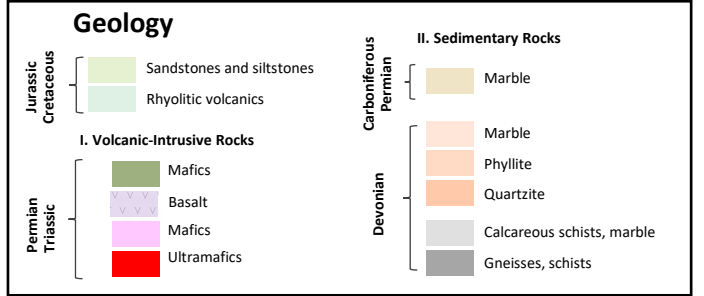 Geology
Jurassic
Cretaceous
Sandstones and siltstones
Rhyolitic volcanics
I. Volcanic-Intrusive Rocks
Permian
Triassic
Mafics
Basalt
Mafics
Ultramafics
II. Sedimentary Rocks
Carboniferous
Permian
Marble
Devonian
Marble
Phyllite
Quartzite
Calcareous schists, marble
Gneisses, schists